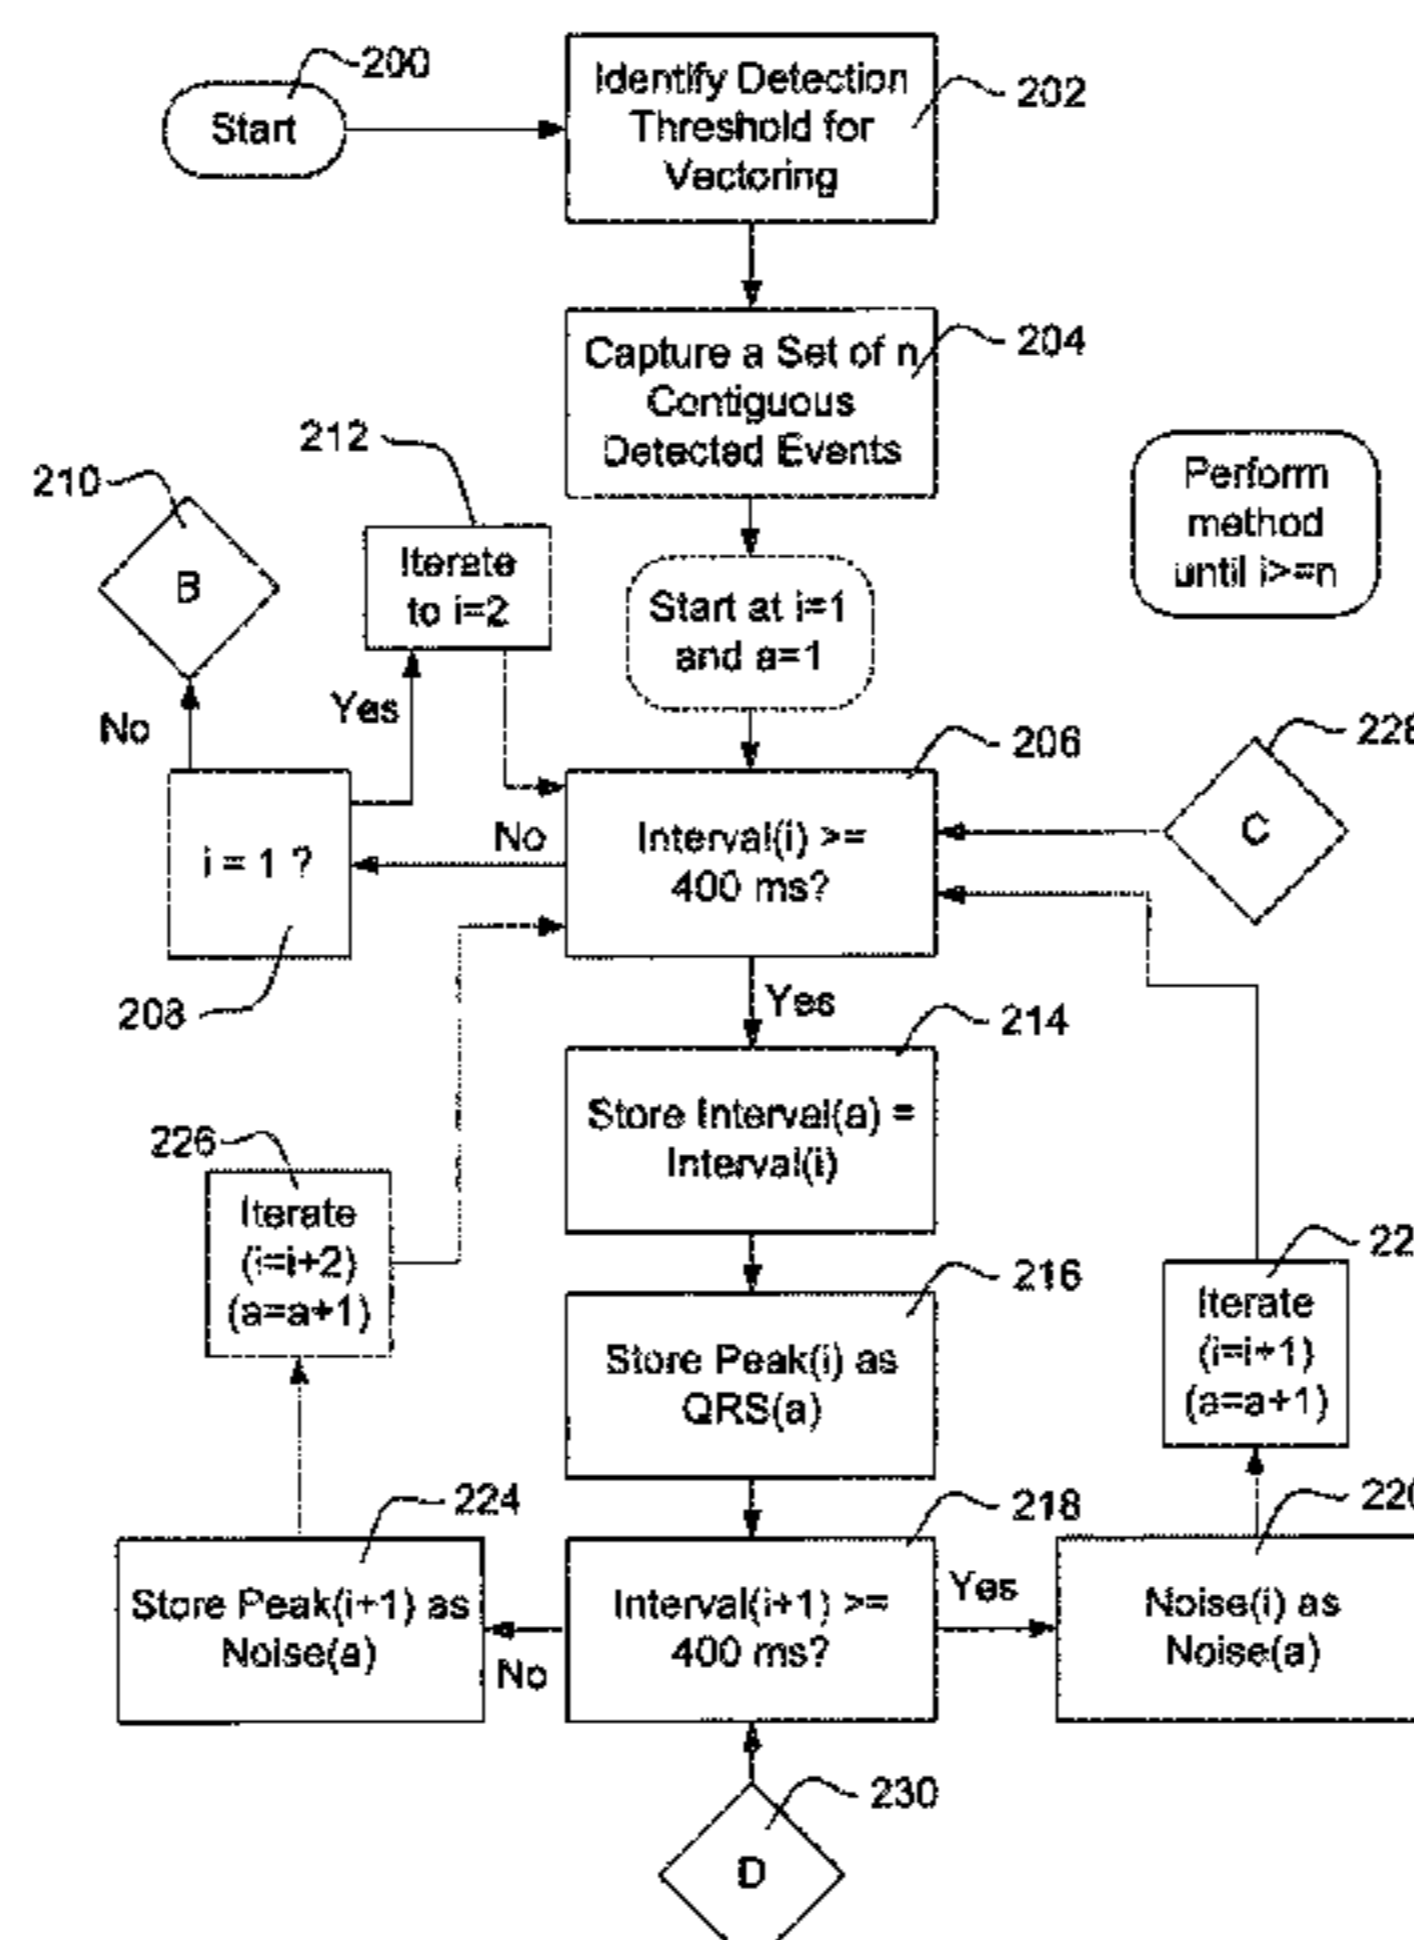 200
Start
Identify Detection
Threshold for
Vectoring
202
Capture a Set of n
Contiguous
Detected Events
204
212
210
B
Iterate
to i=2
Start at i=1
and a=1
Perform
method
until i>=n
No
Yes
206
228
i = 1 ?
No
Interval(i) >=
400 ms?
C
208
Yes
214
Store Interval(a) =
Interval(i)
226
Iterate
(i=i+2)
(a=a+1)
216
Store Peak(i) as
QRS(a)
22
Iterate
(i=i+1)
(a=a+1)
224
218
220
Store Peak(i+1) as
Noise(a)
No
Interval(i+1) >=
400 ms?
Yes
Noise(i) as
Noise(a)
230
D